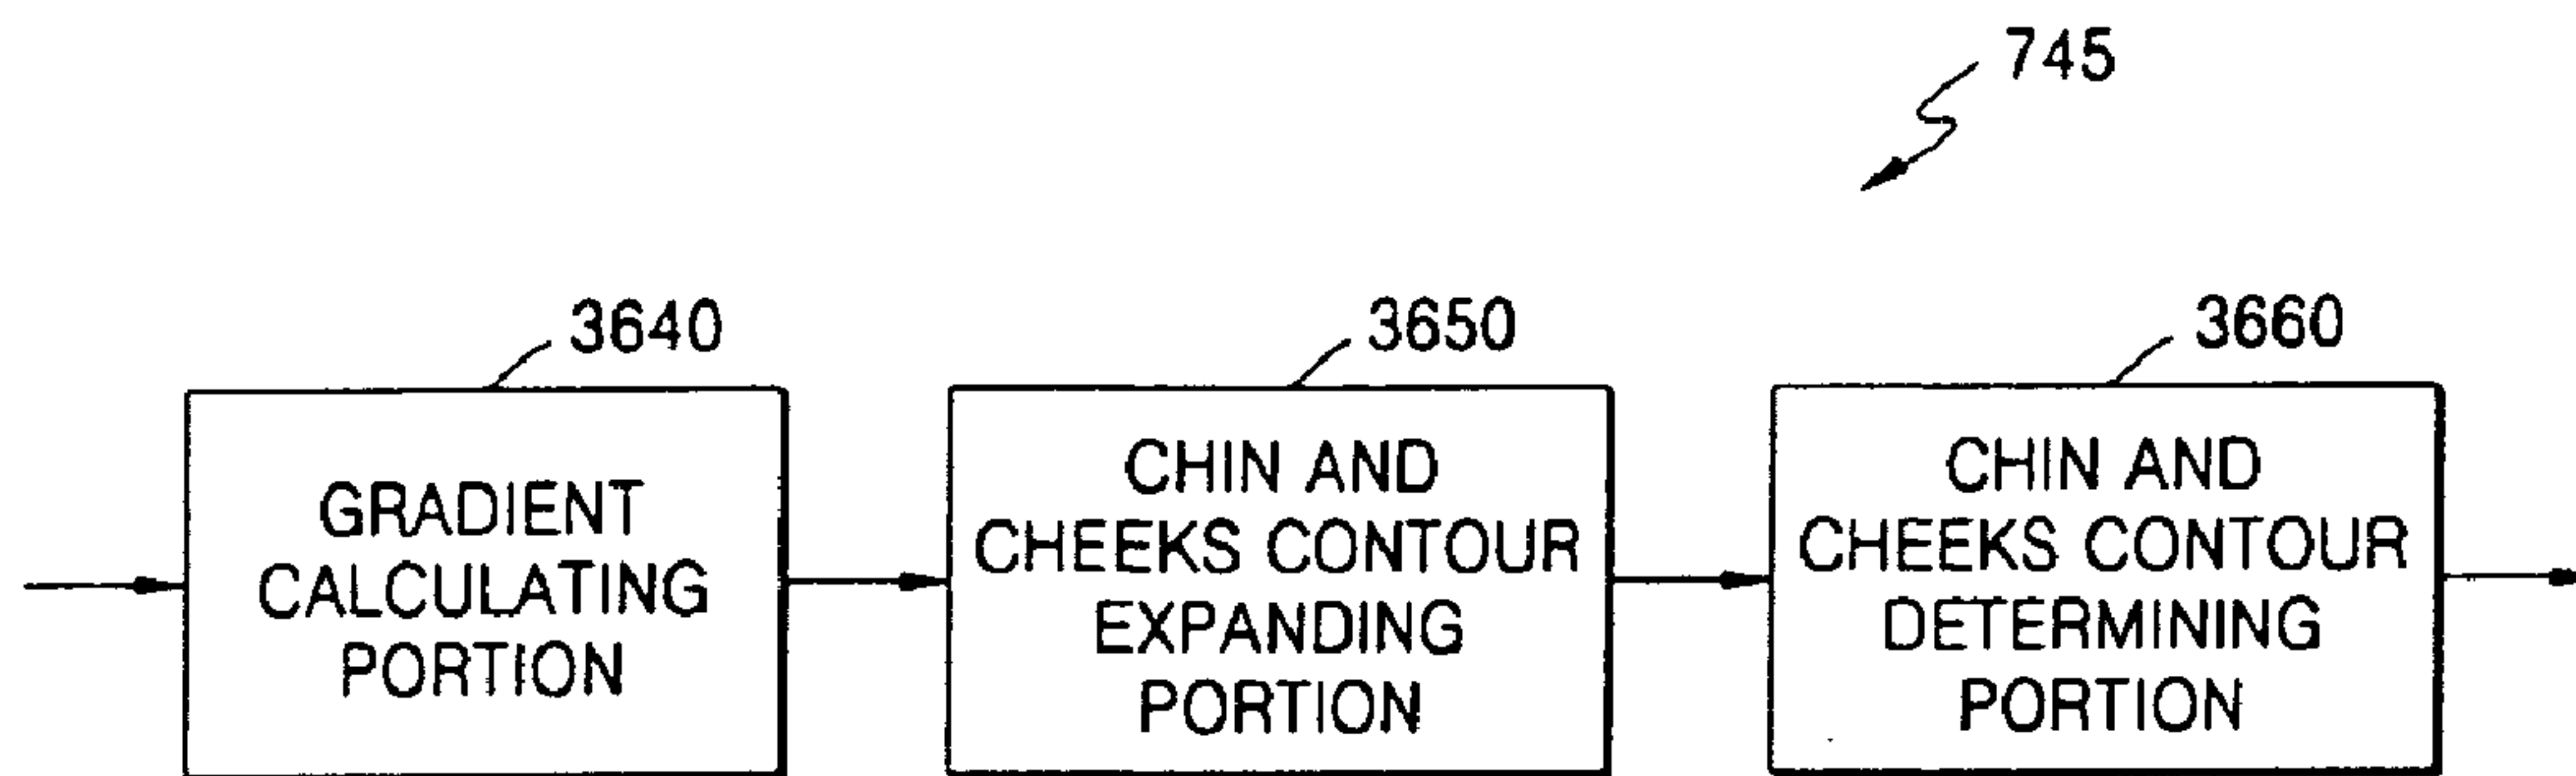 745
3640
3650
3660
GRADIENT
CALCULATING
PORTION
CHIN AND
CHEEKS CONTOUR
EXPANDING
PORTION
CHIN AND
CHEEKS CONTOUR
DETERMINING
PORTION